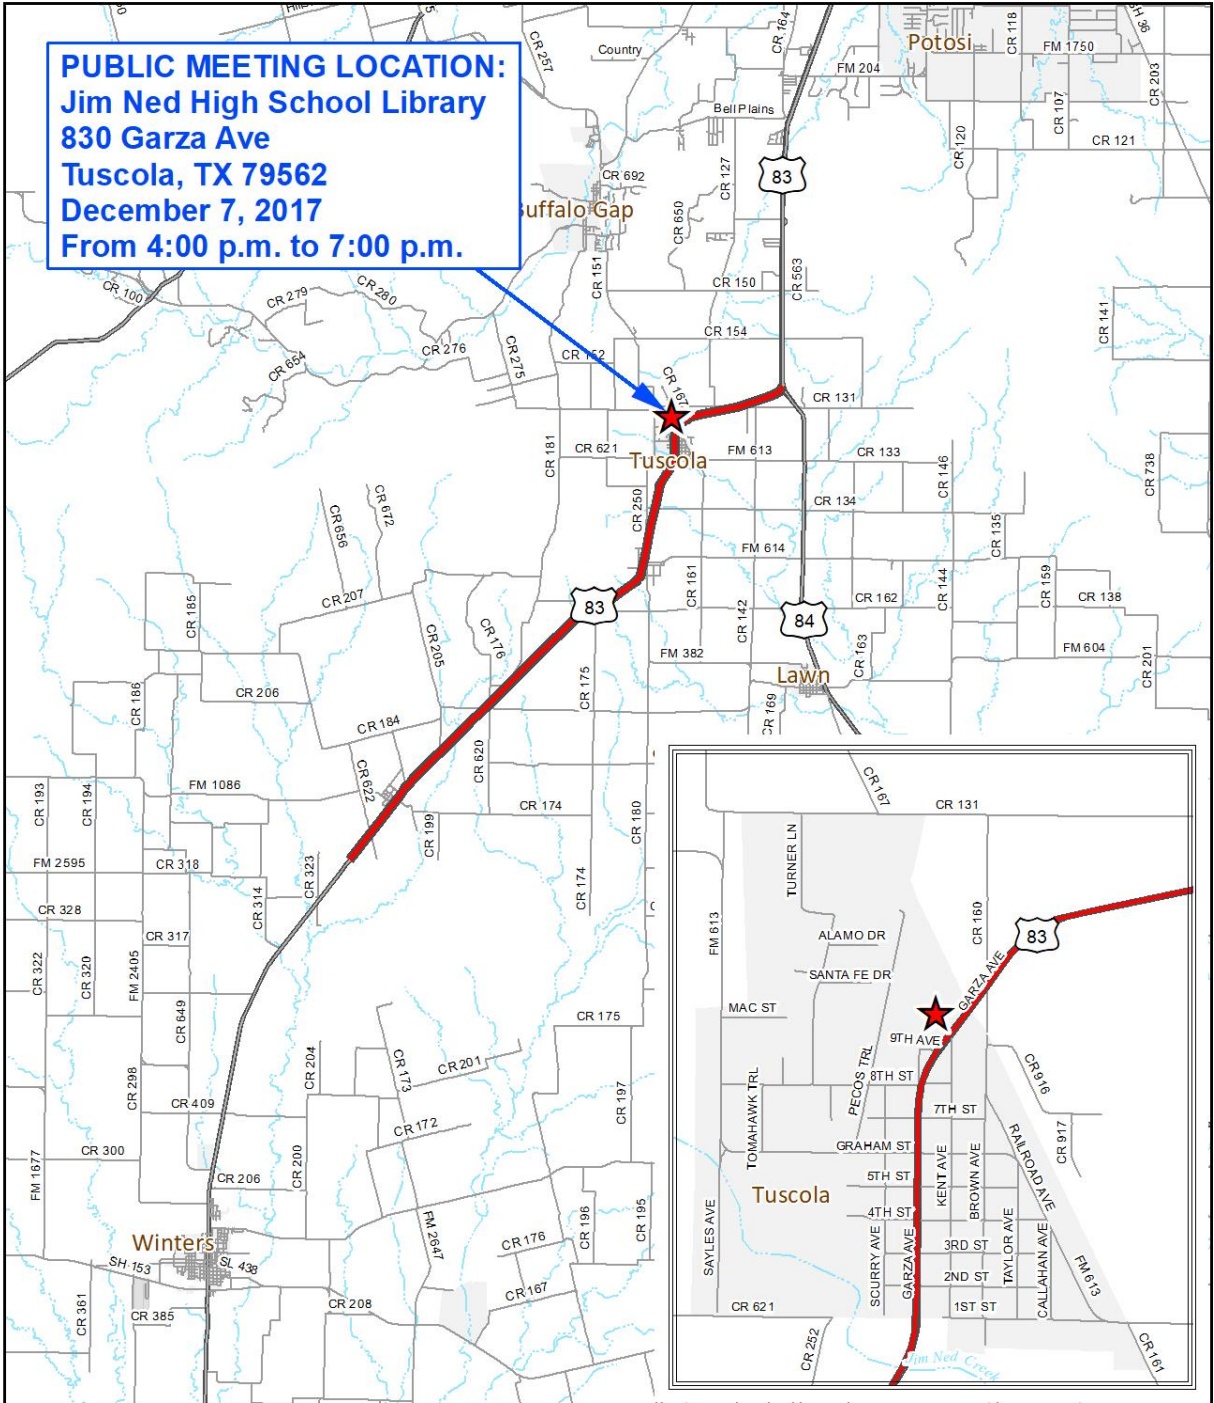 PUBLIC MEETING LOCATION:
Jim Ned High School Library
830 Garza Ave
Tuscola, TX 79562
December 7, 2017
From 4:00 p.m. to 7:00 p.m.
CR 257
Country
CR 164
Potosi
CR 118
SH 36
FM 1750
FM 204
CR 203
CR 107
Bell Plains
CR 120
CR 121
83
CR 127
CR 692
Buffalo Gap
CR 650
CR 151
CR 150
CR 563
CR 100
CR 279
CR 280
CR 141
CR 154
CR 276
CR 275
CR 152
CR 654
CR 167
CR 131
CR 181
CR 621
Tuscola
FM 613
CR 133
CR 146
CR 738
CR 250
CR 134
CR 135
CR 656
CR 672
FM 614
CR 161
CR 144
CR 159
CR 207
CR 185
83
CR 142
84
CR 162
CR 138
CR 205
CR 176
FM 382
CR 163
FM 604
CR 201
CR 175
Lawn
CR 206
CR 186
CR 169
CR 184
CR 620
CR 622
FM 1086
CR 193
CR 194
CR 174
CR 199
CR 180
FM 2595
CR 318
CR 323
CR 174
CR 314
CR 328
CR 317
CR 322
CR 320
FM 2405
CR 649
CR 175
CR 204
CR 173
CR 201
CR 298
CR 197
CR 409
CR 172
CR 300
CR 200
FM 1677
CR 206
FM 2647
CR 196
CR 195
Winters
CR 176
SH 153
SL 438
CR 167
CR 361
CR 385
CR 208
CR 167
CR 131
TURNER LN
FM 613
CR 160
83
ALAMO DR
GARZA AVE
SANTA FE DR
MAC ST
9TH AVE
PECOS TRL
8TH ST
CR 916
TOMAHAWK TRL
7TH ST
CR 917
GRAHAM ST
RAILROAD AVE
5TH ST
KENT AVE
BROWN AVE
Tuscola
4TH ST
SAYLES AVE
SCURRY AVE
GARZA AVE
3RD ST
TAYLOR AVE
CALLAHAN AVE
2ND ST
FM 613
CR 621
1ST ST
CR 252
Jim Ned Creek
CR 161